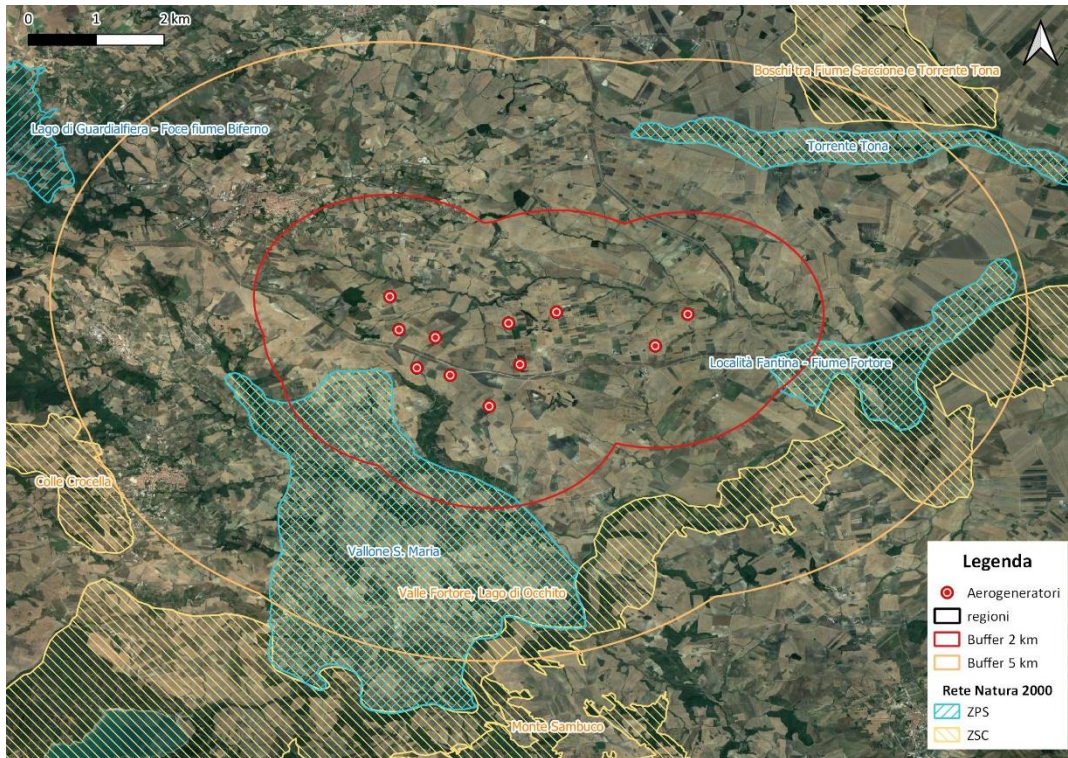 0 1 2 km
Boschi tra Fiume Saccione e Torrente Tona
Lago di Guardialfiera - Foce fiume Biferno
Torrente Tona
Località Fantina - Fiume Fortore
Colle Crocella
Vallone S. Maria
Valle Fortore, Lago di Occhito
Monte Sambuco
Legenda
Aerogeneratori
regioni
Buffer 2 km
Buffer 5 km
Rete Natura 2000
ZPS
ZSC